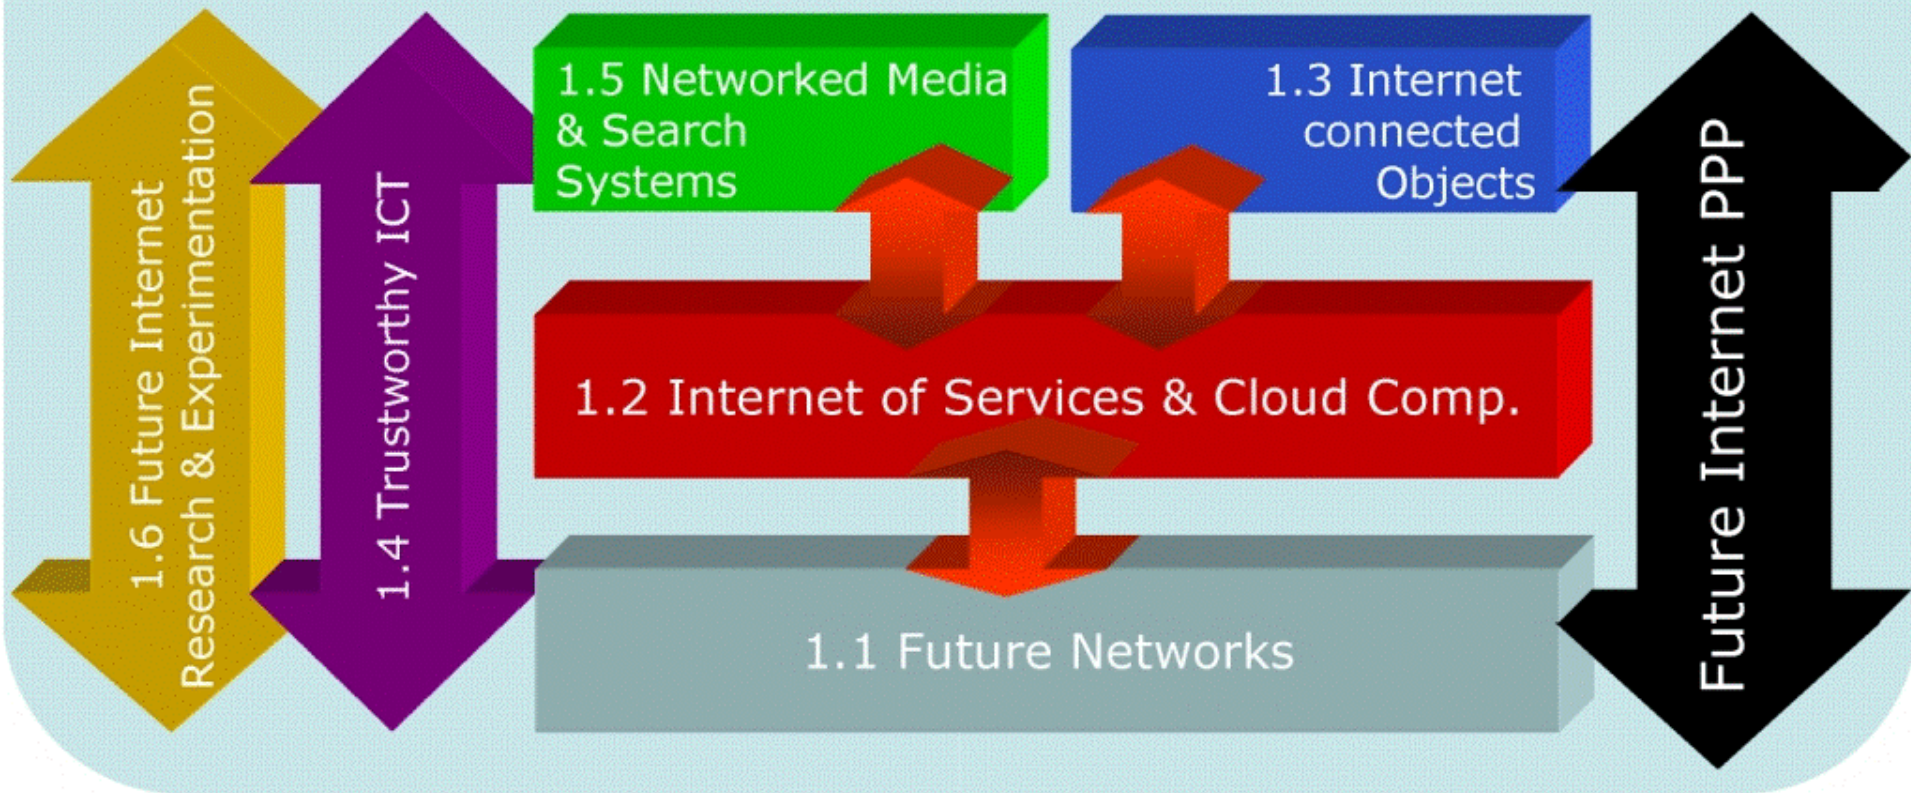 1.6 Future Internet
Research & Experimentation
1.4 Trustworthy ICT
1.5 Networked Media
& Search
Systems
1.3 Internet
connected
Objects
1.2 Internet of Services & Cloud Comp.
1.1 Future Networks
Future Internet PPP